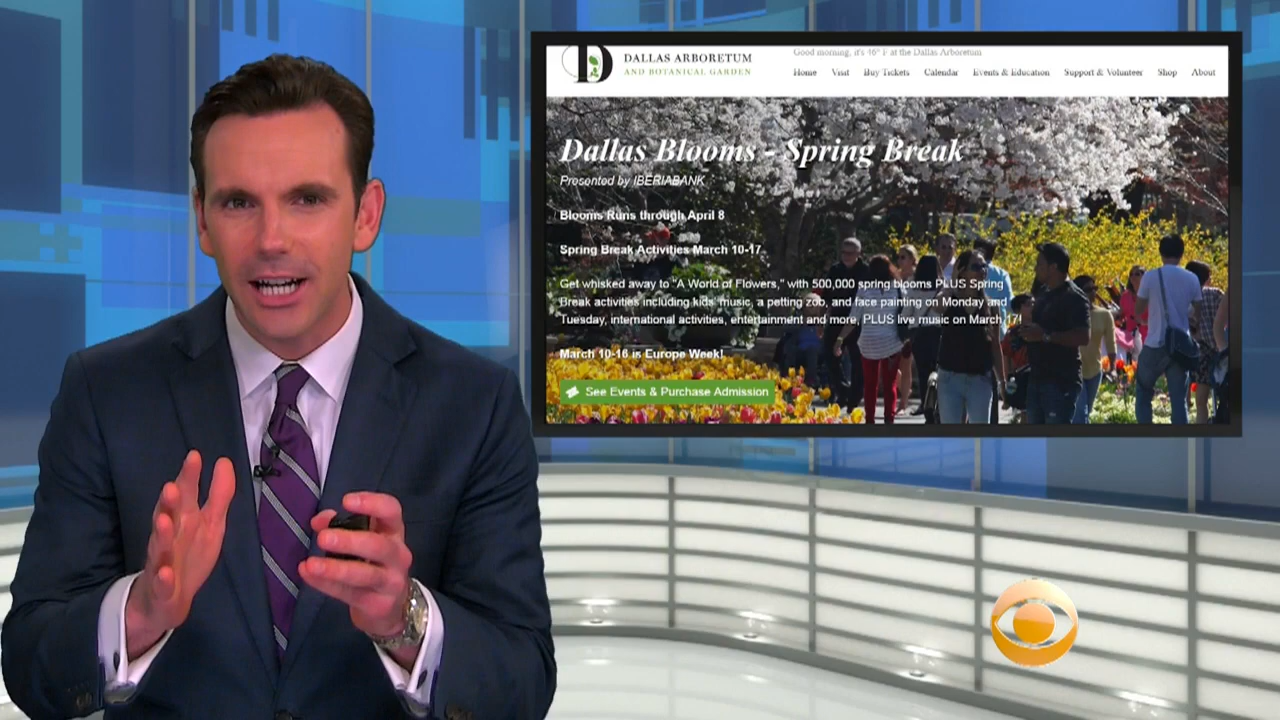 DALLAS ARBORETUM
AND BOTANICAL GARDEN
Good morning, it's 46° F at the Dallas Arboretum
Home Visit Buy Tickets Calendar Events & Education Support & Volunteer Shop About
Dallas Blooms - Spring Break
Presented by IBERIABANK
Blooms Runs through April 8
Spring Break Activities March 10-17
Get whisked away to "A World of Flowers," with 500,000 spring blooms PLUS Spring
Break activities including kids' music, a petting zoo, and face painting on Monday and
Tuesday, international activities, entertainment and more, PLUS live music on March 17!
March 10-16 is Europe Week!
See Events & Purchase Admission